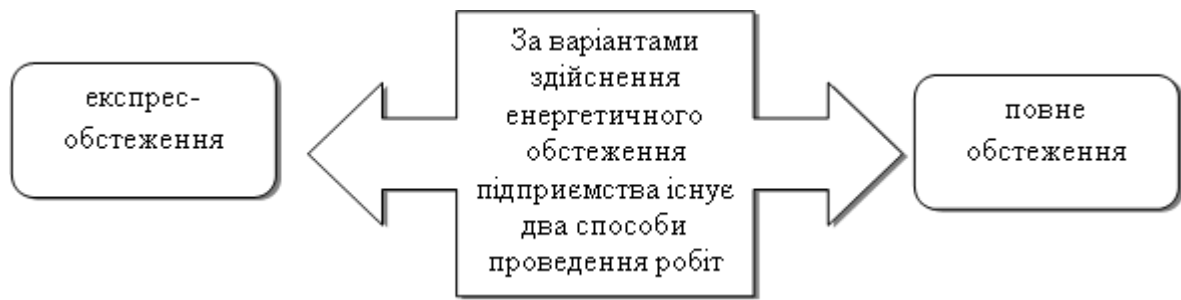 експрес-
обстеження
За варіантами
здійснення
енергетичного
обстеження
підприємства існує
два способи
проведення робіт
повне
обстеження